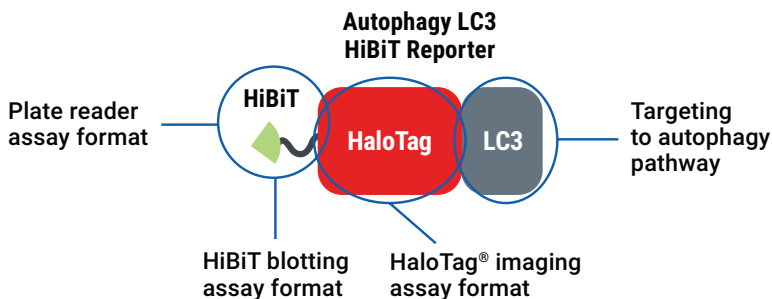 Autophagy LC3
HiBiT Reporter
HiBiT
Plate reader
assay format
HaloTag
LC3
Targeting
to autophagy
pathway
HiBiT blotting
assay format
HaloTag® imaging
assay format